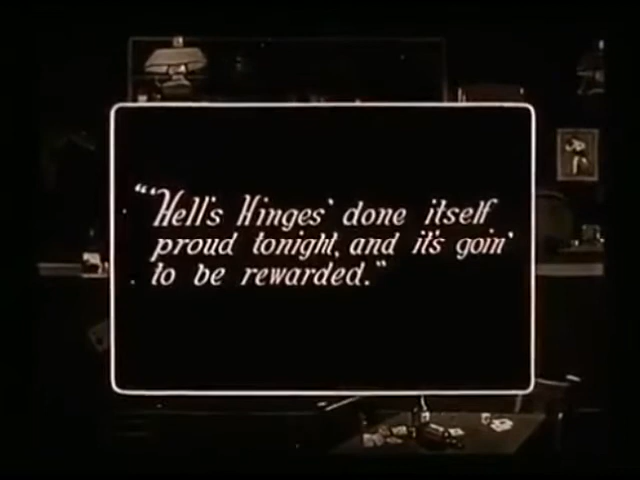 "'Hell's Hinges' done itself
proud tonight, and it's goin'
to be rewarded."